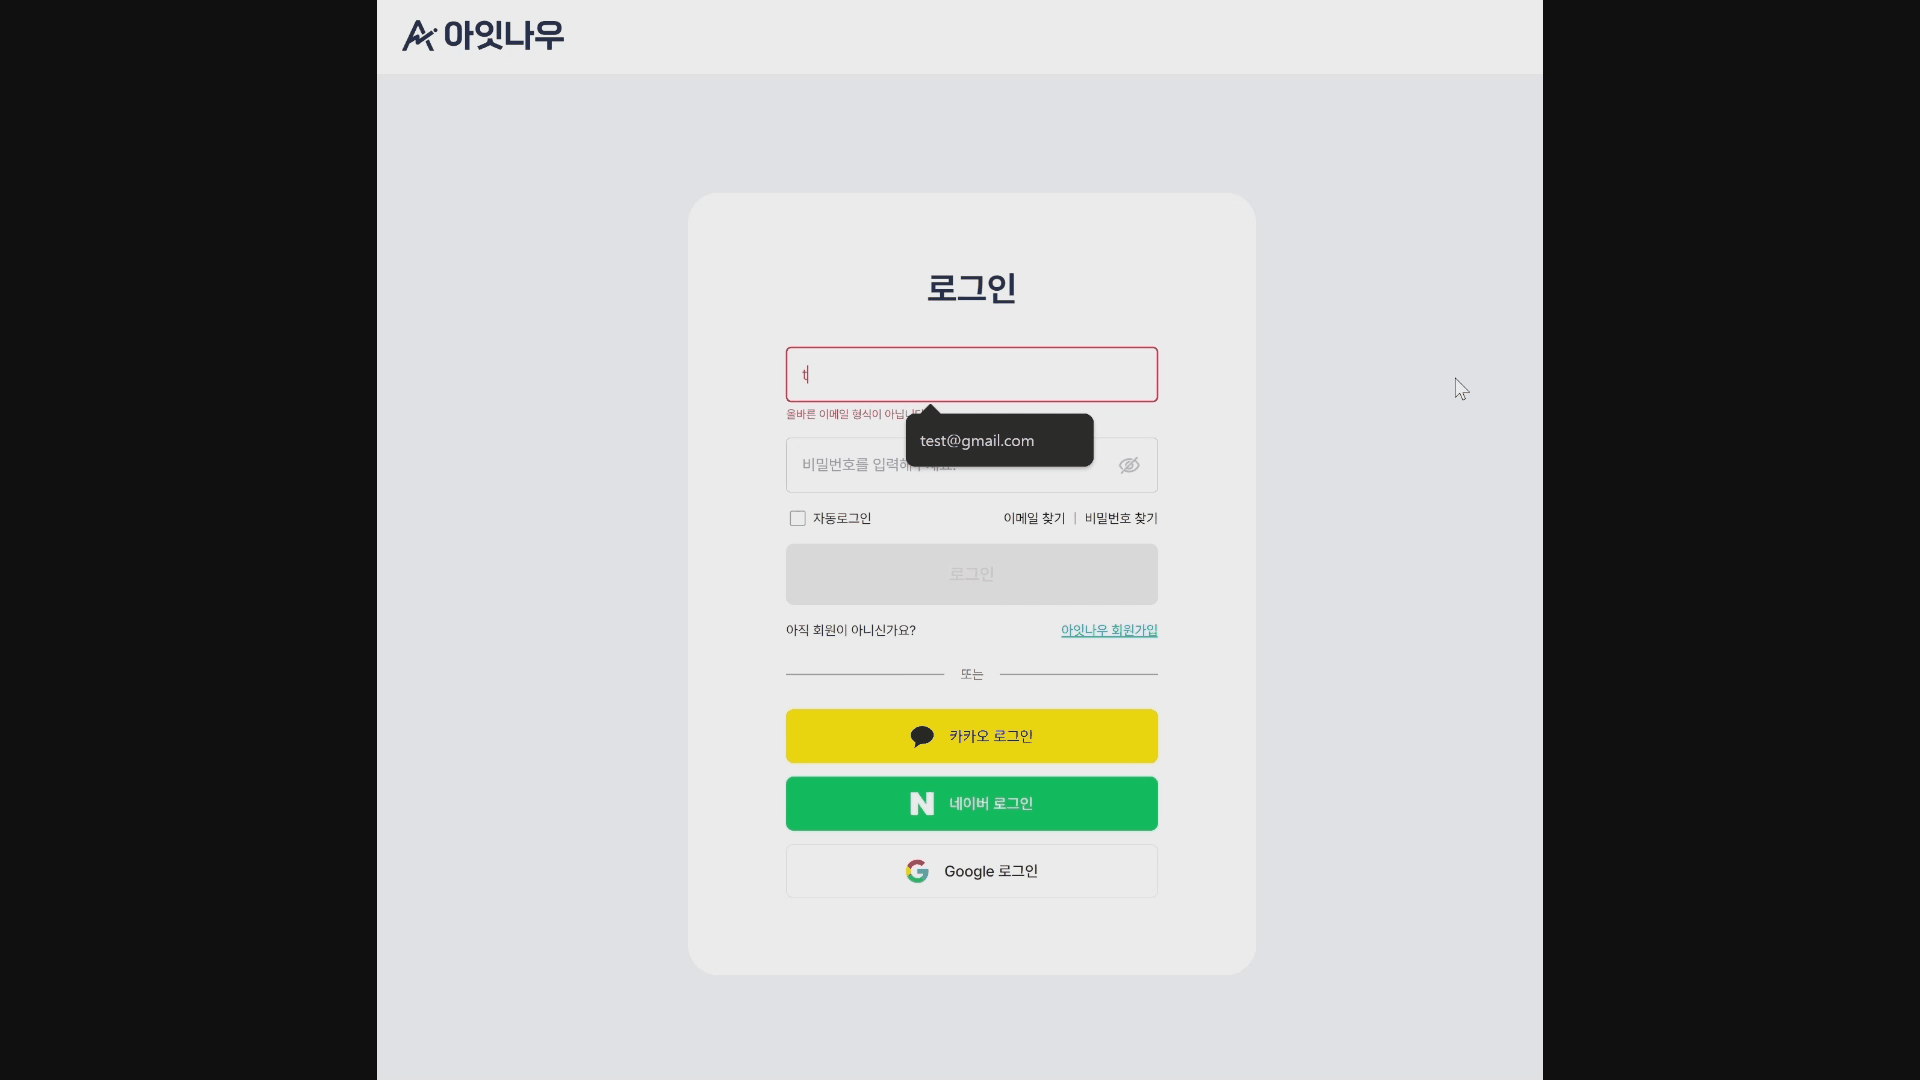 아잇나우
로그인
t
올바른 이메일 형식이 아닙니다
test@gmail.com
비밀번호를 입력해
자동로그인
이메일 찾기 | 비밀번호 찾기
로그인
아직 회원이 아니신가요?
아잇나우 회원가입
또는
카카오 로그인
N 네이버 로그인
G Google 로그인